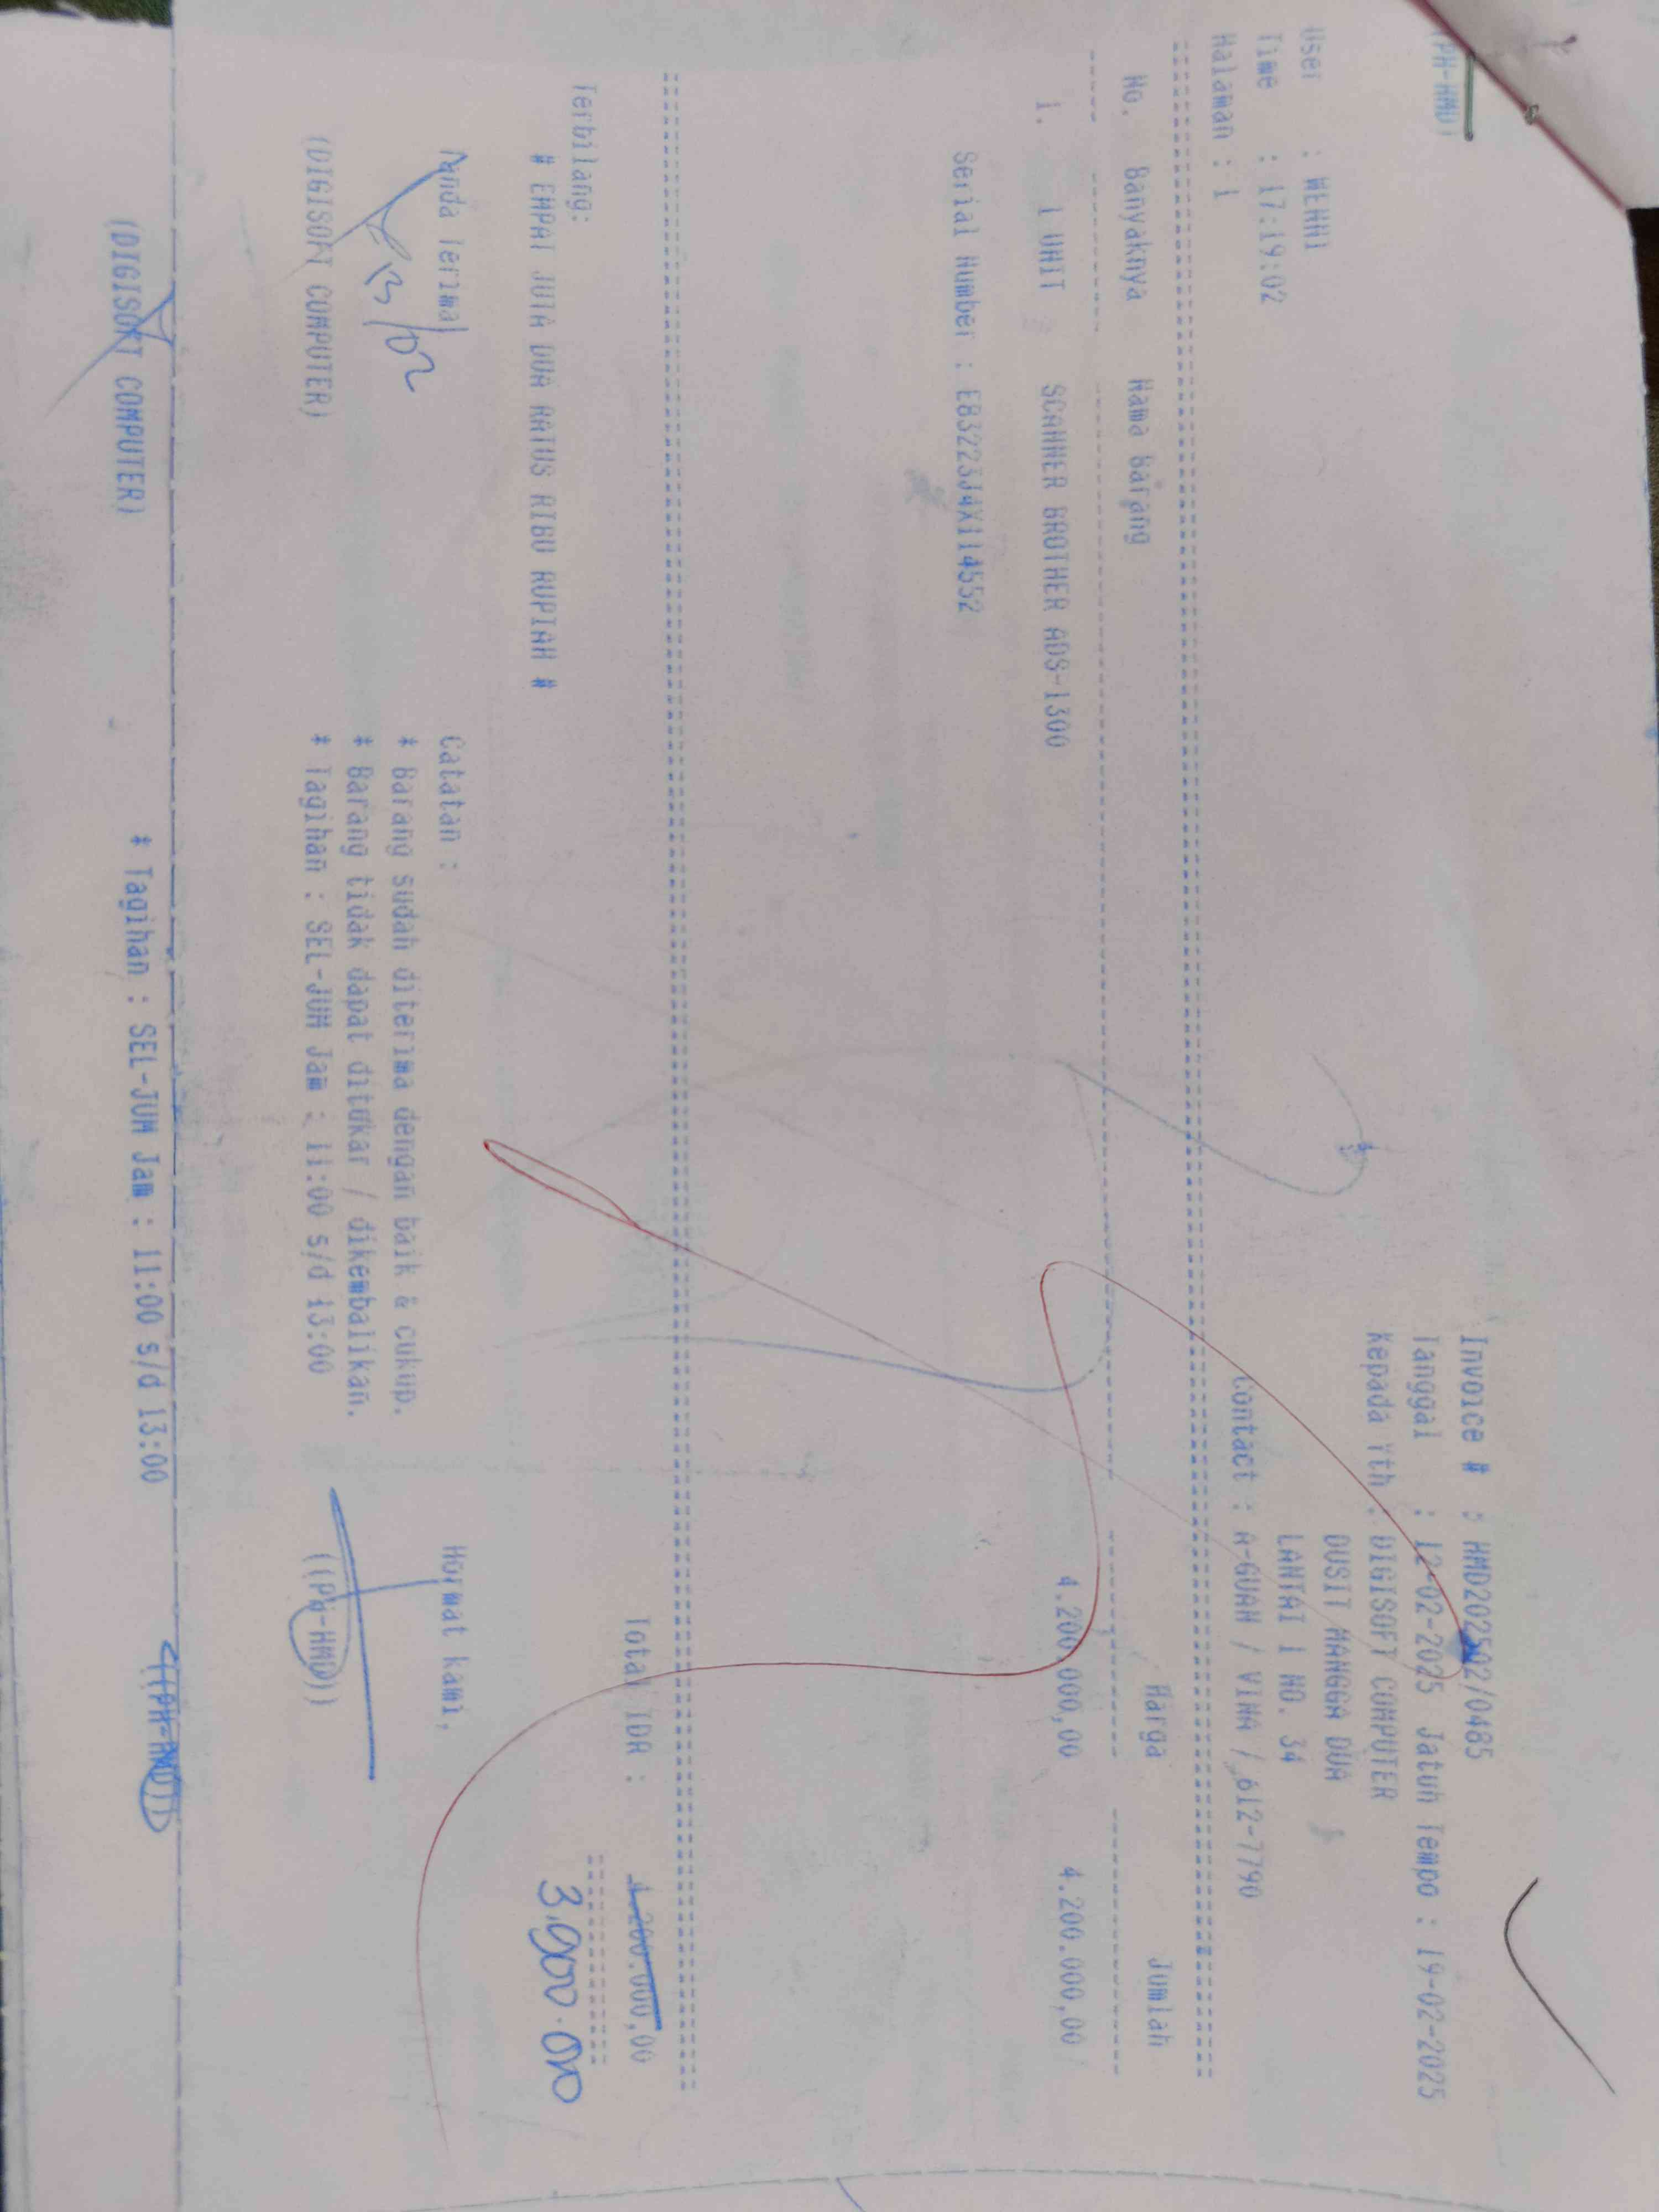 (PH-HMD)
Invoice # : HMD202502/0485
Tanggal : 12-02-2025 Jatuh Tempo : 19-02-2025
Kepada Yth : DIGISOFT COMPUTER
DUSIT MANGGA DUA
LANTAI 1 NO. 34
Contact : A-GUAN / VINA / 612-7790
User : WENNI
Time : 17:19:02
Halaman : 1
No. Banyaknya Nama Barang Harga Jumlah
1. 1 UNIT SCANNER BROTHER ADS-1300 4.200.000,00 4.200.000,00
Serial Number : E83223J4X114552
Total IDR : 4.200.000,00
3.900.000
Terbilang:
# EMPAT JUTA DUA RATUS RIBU RUPIAH #
Tanda Terima
13/02
(DIGISOFT COMPUTER)
Catatan :
* Barang sudah diterima dengan baik & cukup.
* Barang tidak dapat ditukar / dikembalikan.
* Tagihan : SEL-JUM Jam : 11:00 s/d 13:00
Hormat kami,
((PH-HMD))
(DIGISOFT COMPUTER)
* Tagihan : SEL-JUM Jam : 11:00 s/d 13:00
((PH-HMD))